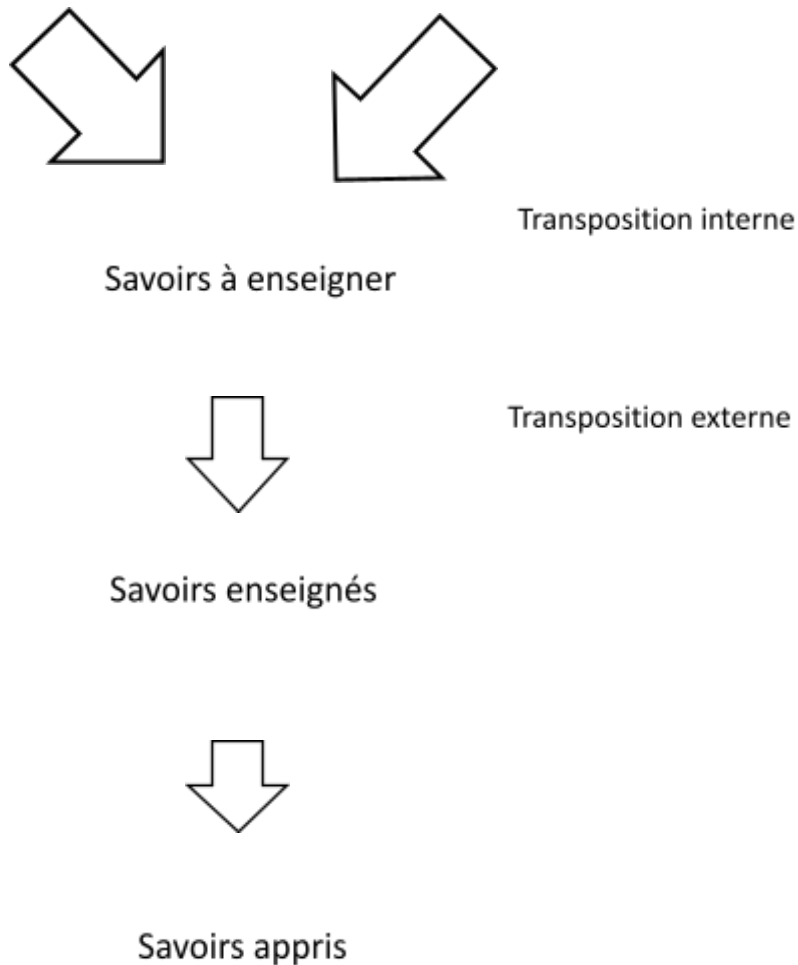 Transposition interne
Savoirs à enseigner
Transposition externe
Savoirs enseignés
Savoirs appris